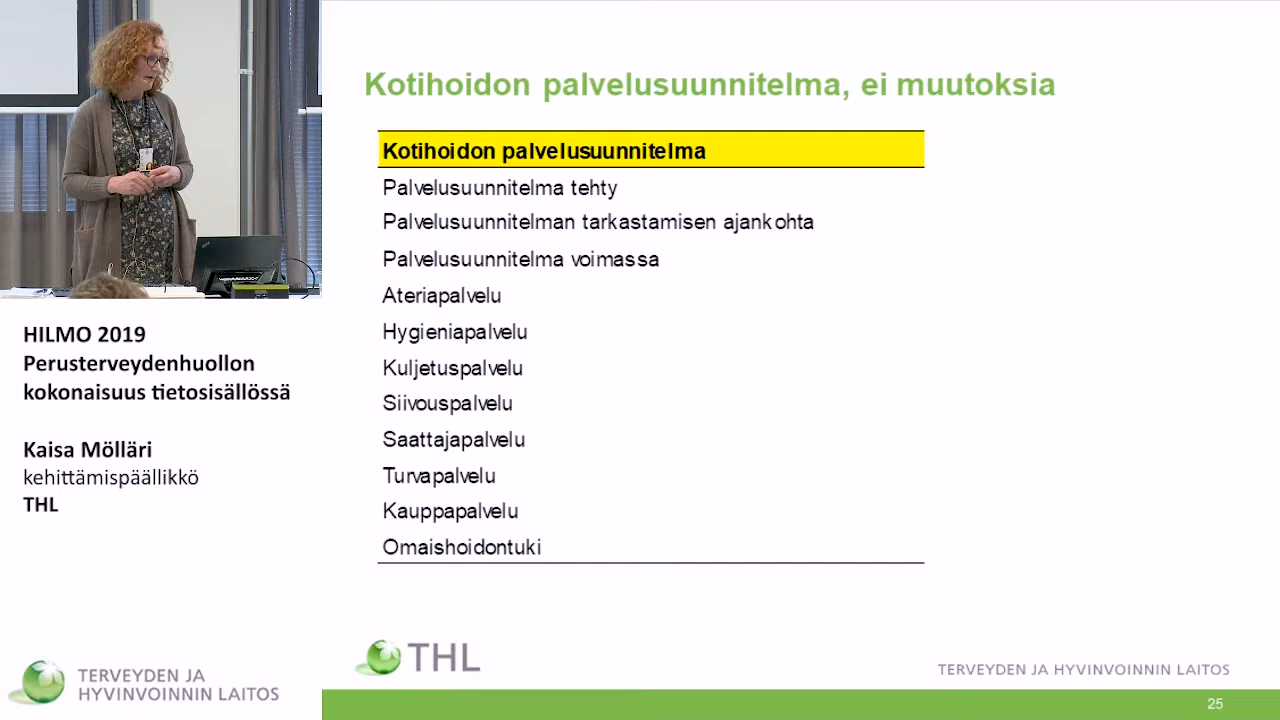 Kotihoidon palvelusuunnitelma, ei muutoksia
Kotihoidon palvelusuunnitelma
Palvelusuunnitelma tehty
Palvelusuunnitelman tarkastamisen ajankohta
Palvelusuunnitelma voimassa
Ateriapalvelu
Hygieniapalvelu
Kuljetuspalvelu
Siivouspalvelu
Saattajapalvelu
Turvapalvelu
Kauppapalvelu
Omaishoidontuki
HILMO 2019
Perusterveydenhuollon
kokonaisuus tietosisällössä
Kaisa Mölläri
kehittämispäällikkö
THL
TERVEYDEN JA
HYVINVOINNIN LAITOS
THL
TERVEYDEN JA HYVINVOINNIN LAITOS
25